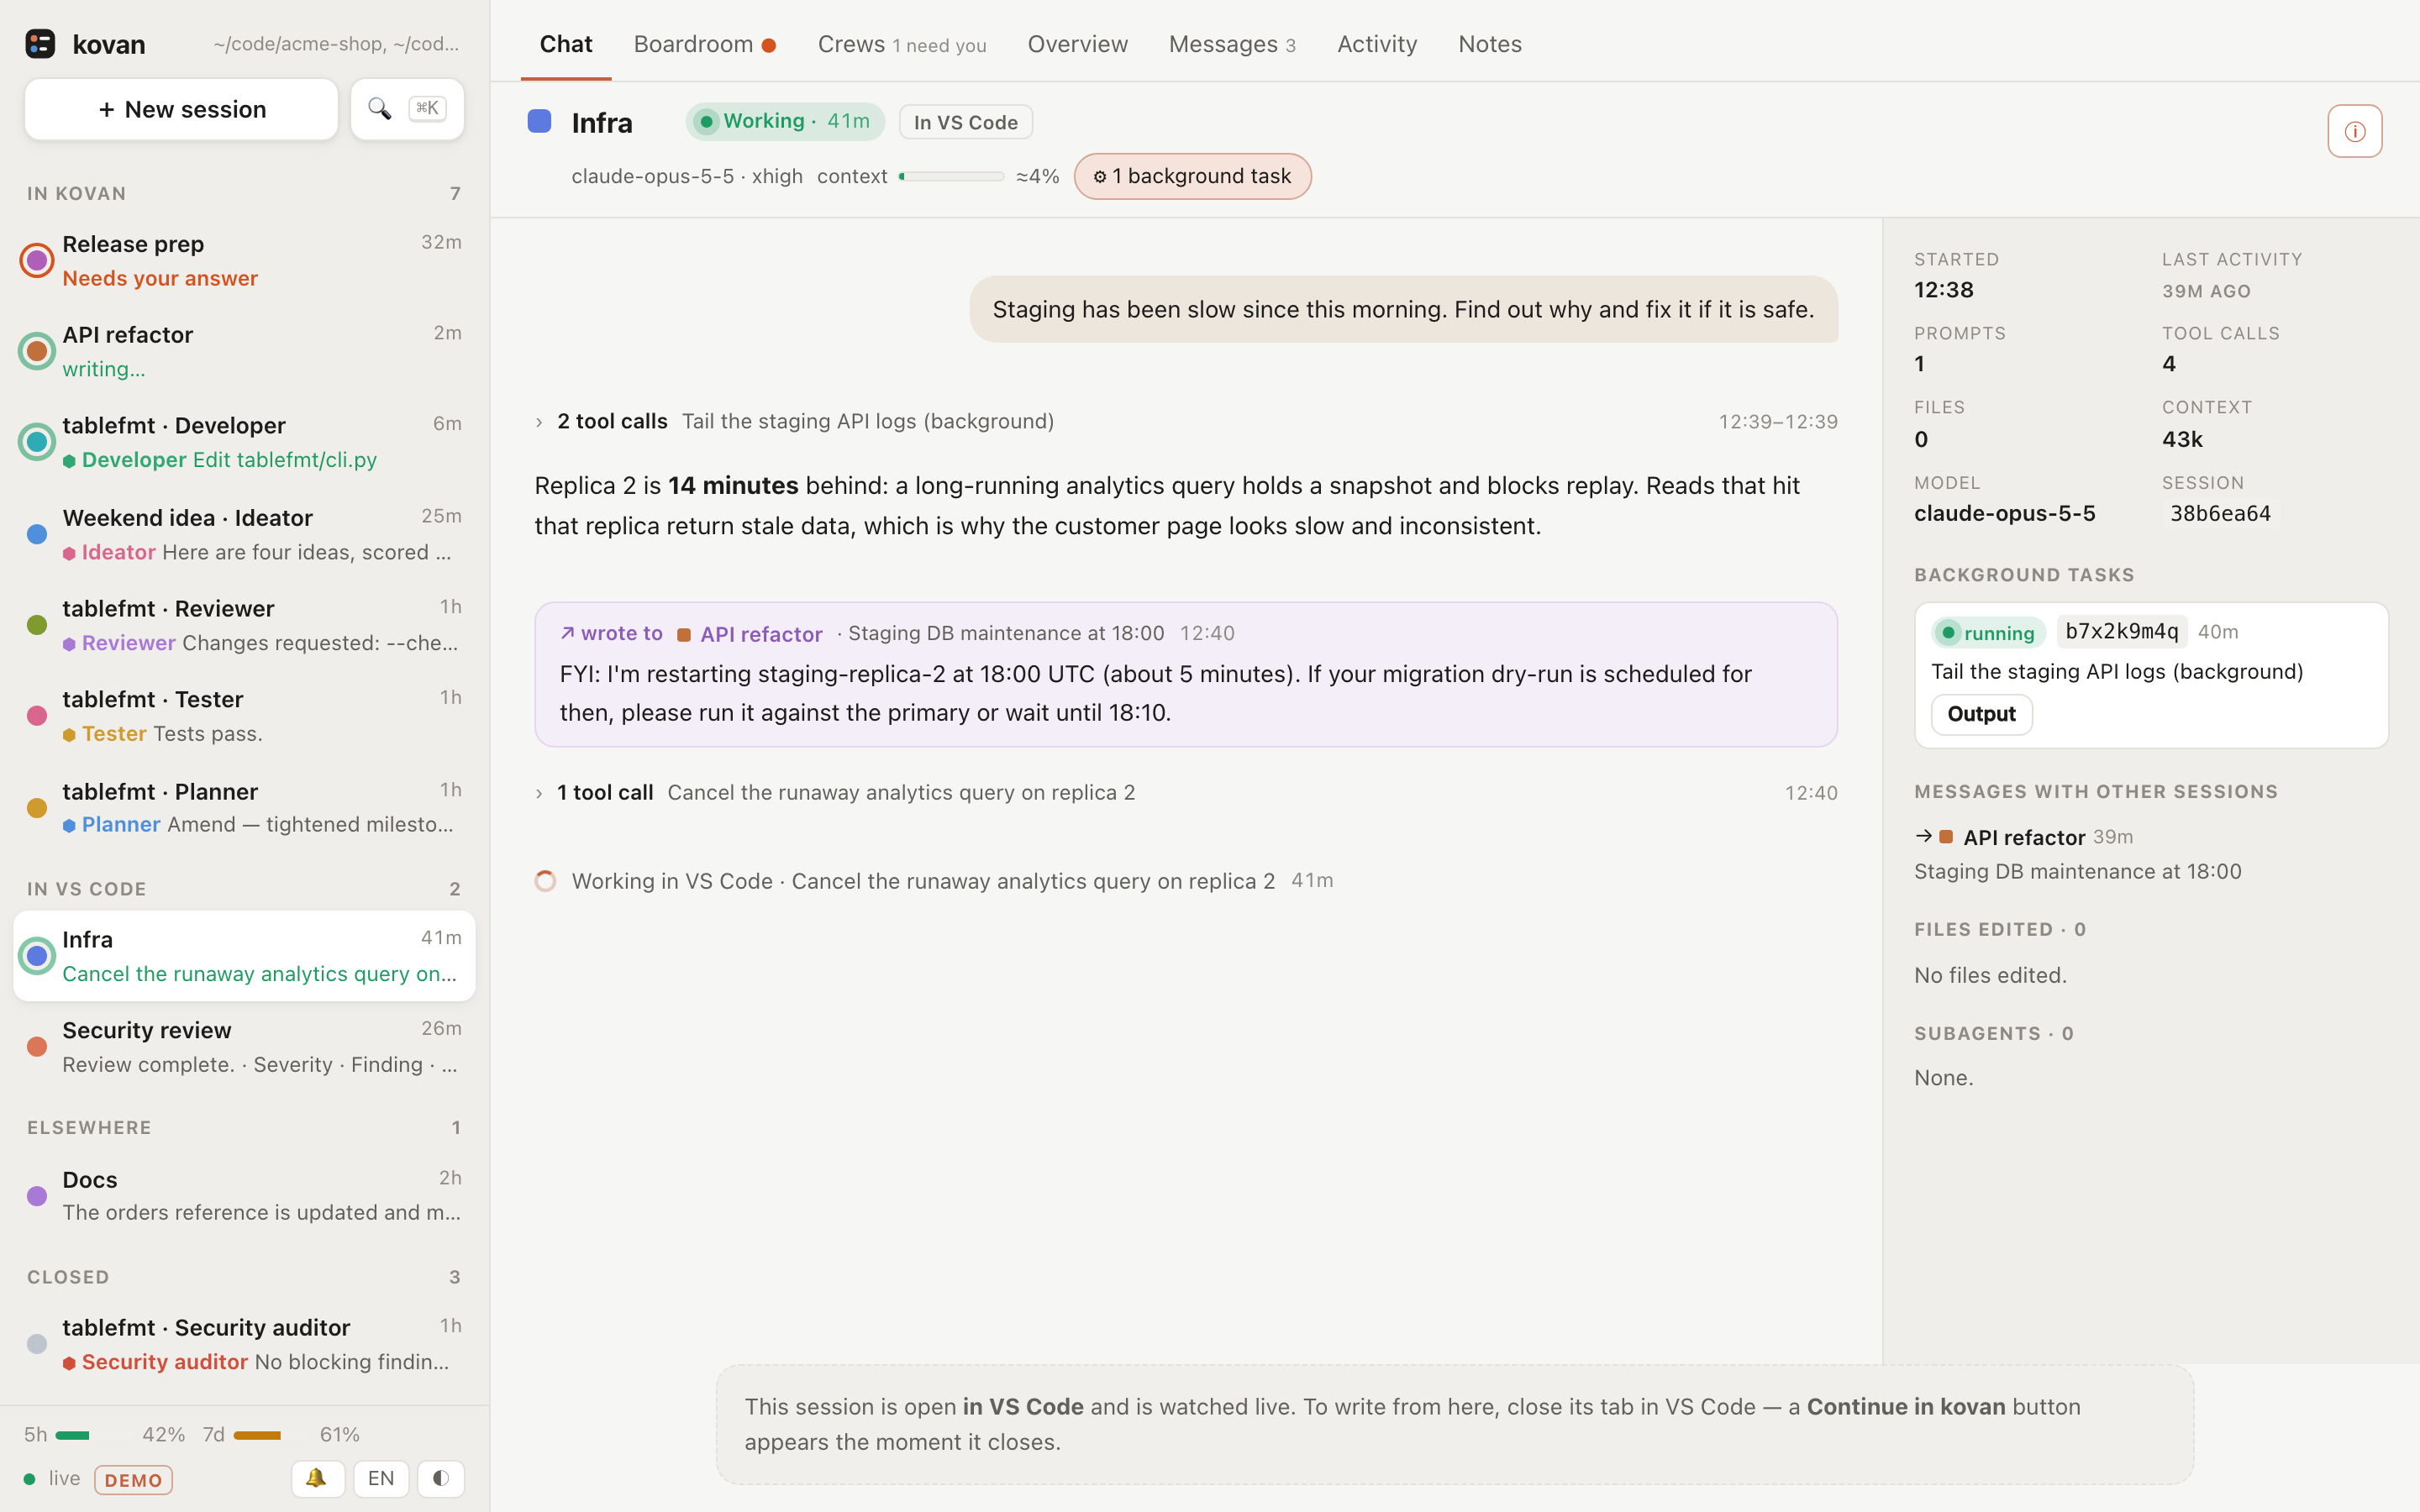 kovan
~/code/acme-shop, ~/cod...
+ New session
⌘K
IN KOVAN 7
Release prep 32m
Needs your answer
API refactor 2m
writing...
tablefmt · Developer 6m
Developer Edit tablefmt/cli.py
Weekend idea · Ideator 25m
Ideator Here are four ideas, scored ...
tablefmt · Reviewer 1h
Reviewer Changes requested: --che...
tablefmt · Tester 1h
Tester Tests pass.
tablefmt · Planner 1h
Planner Amend — tightened milesto...
IN VS CODE 2
Infra 41m
Cancel the runaway analytics query on...
Security review 26m
Review complete. · Severity · Finding · ...
ELSEWHERE 1
Docs 2h
The orders reference is updated and m...
CLOSED 3
tablefmt · Security auditor 1h
Security auditor No blocking findin...
5h 42% 7d 61%
live DEMO EN
Chat Boardroom Crews 1 need you Overview Messages 3 Activity Notes
Infra Working · 41m In VS Code
claude-opus-5-5 · xhigh context ≈4% ⚙ 1 background task
Staging has been slow since this morning. Find out why and fix it if it is safe.
› 2 tool calls Tail the staging API logs (background) 12:39–12:39
Replica 2 is 14 minutes behind: a long-running analytics query holds a snapshot and blocks replay. Reads that hit
that replica return stale data, which is why the customer page looks slow and inconsistent.
↗ wrote to API refactor · Staging DB maintenance at 18:00 12:40
FYI: I'm restarting staging-replica-2 at 18:00 UTC (about 5 minutes). If your migration dry-run is scheduled for
then, please run it against the primary or wait until 18:10.
› 1 tool call Cancel the runaway analytics query on replica 2 12:40
Working in VS Code · Cancel the runaway analytics query on replica 2 41m
STARTED LAST ACTIVITY
12:38 39M AGO
PROMPTS TOOL CALLS
1 4
FILES CONTEXT
0 43k
MODEL SESSION
claude-opus-5-5 38b6ea64
BACKGROUND TASKS
running b7x2k9m4q 40m
Tail the staging API logs (background)
Output
MESSAGES WITH OTHER SESSIONS
→ API refactor 39m
Staging DB maintenance at 18:00
FILES EDITED · 0
No files edited.
SUBAGENTS · 0
None.
This session is open in VS Code and is watched live. To write from here, close its tab in VS Code — a Continue in kovan button
appears the moment it closes.